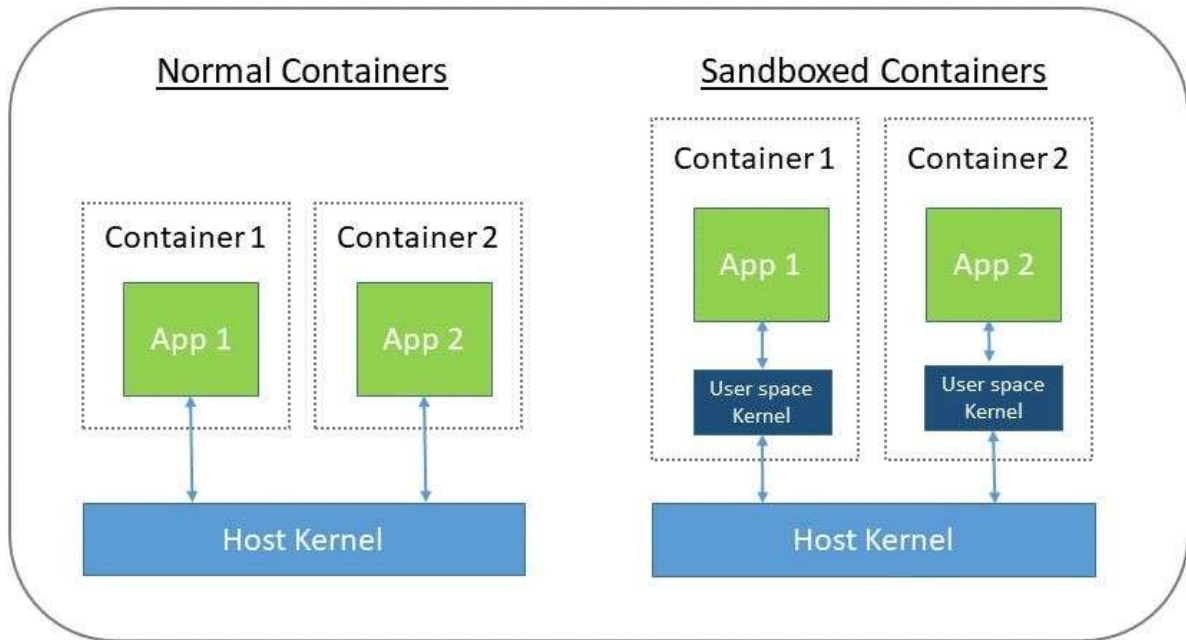 Normal Containers
Container 1
Container 2
App 1
App 2
Host Kernel
Sandboxed Containers
Container 1
Container 2
App 1
App 2
User space
Kernel
User space
Kernel
Host Kernel